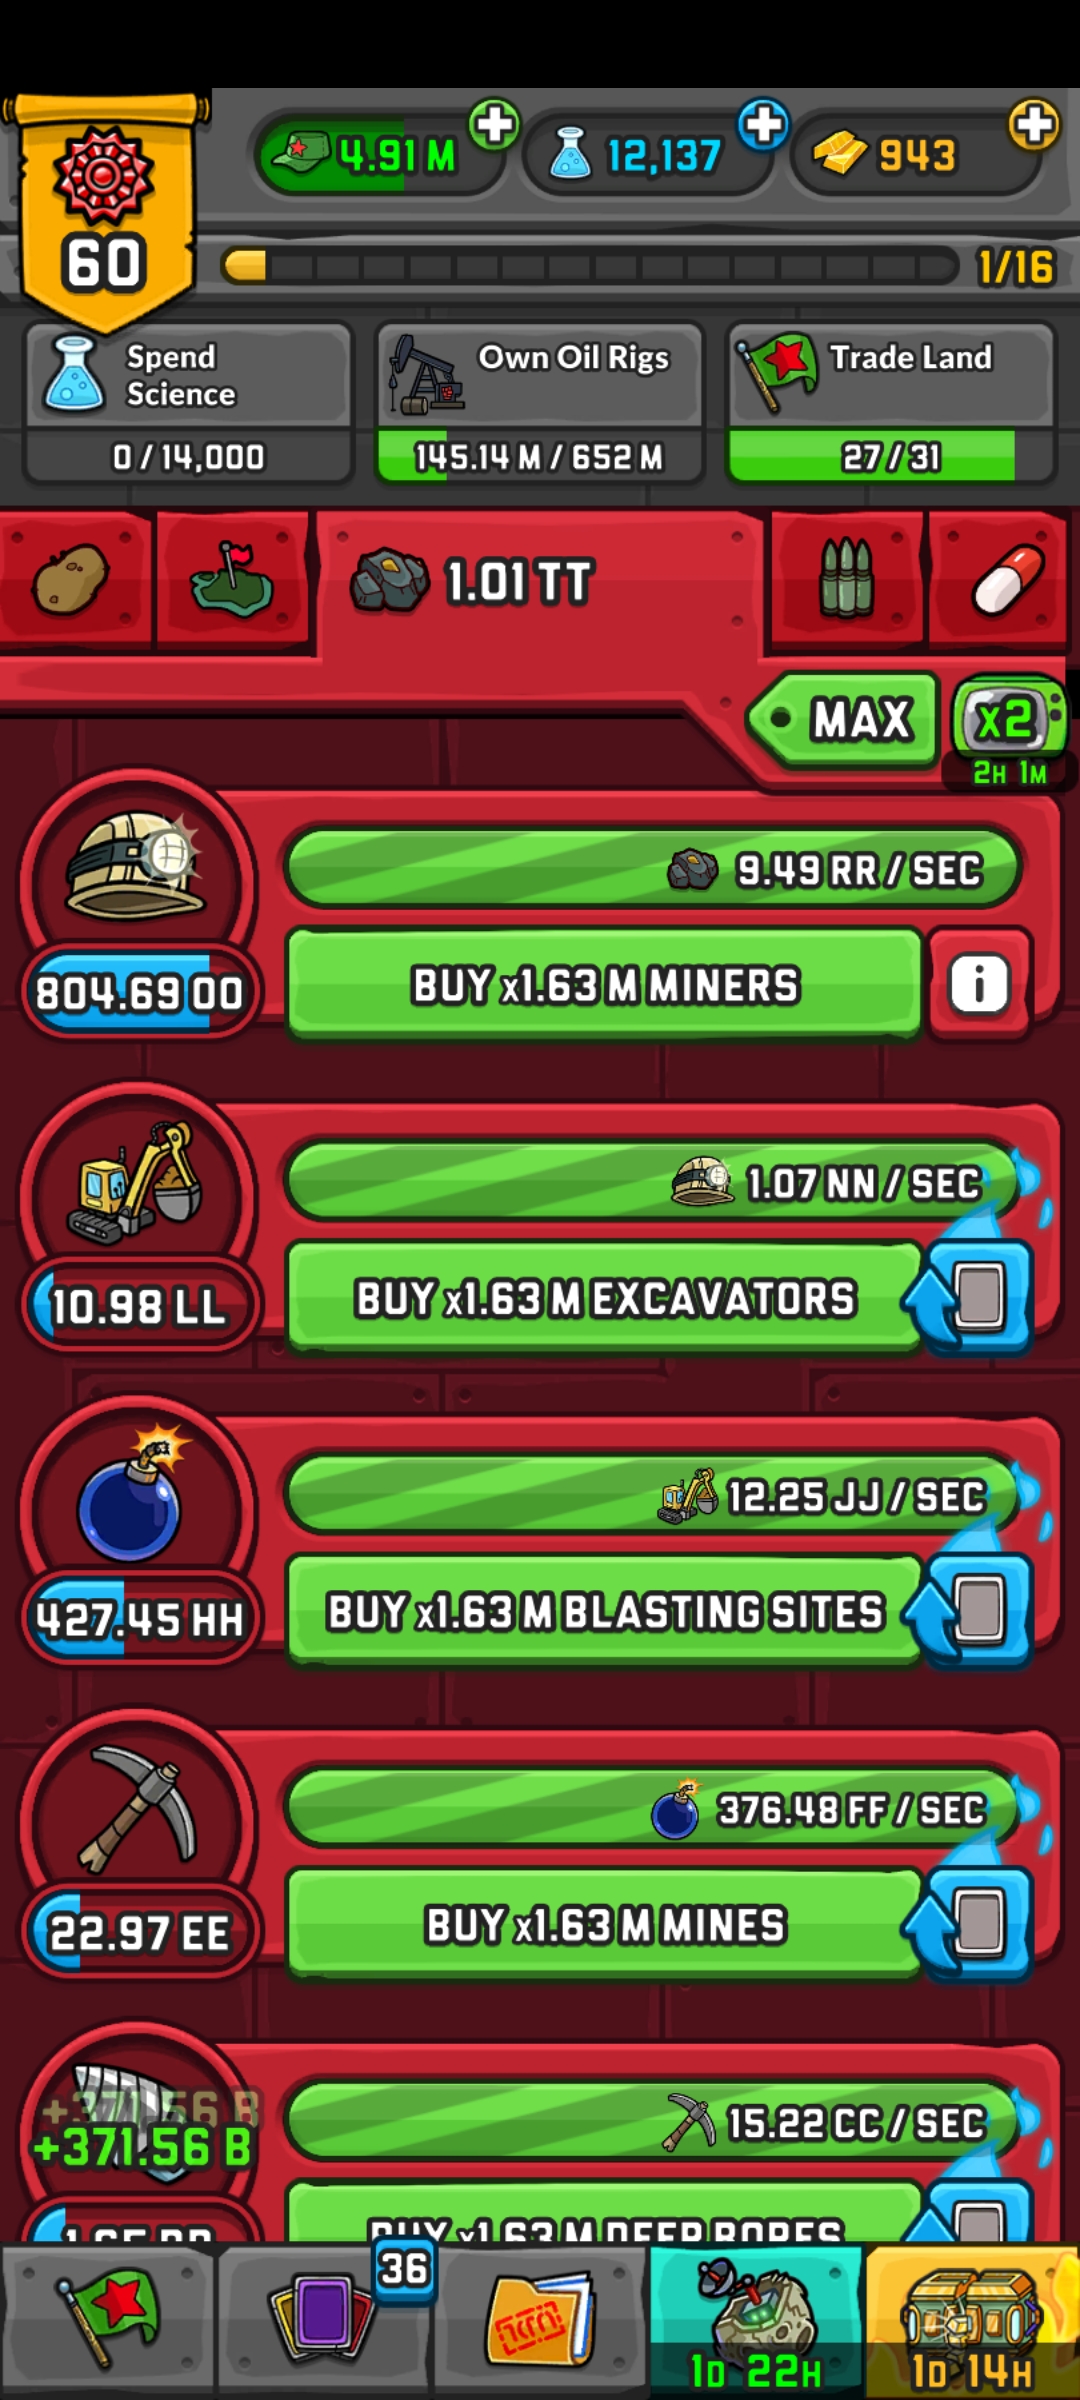 4.91 M
12,137
943
60
1/16
Spend
Science
0 / 14,000
Own Oil Rigs
145.14 M / 652 M
Trade Land
27 / 31
1.01 TT
MAX
x2
2H 1M
9.49 RR / SEC
804.69 OO
BUY x1.63 M MINERS
i
1.07 NN / SEC
10.98 LL
BUY x1.63 M EXCAVATORS
12.25 JJ / SEC
427.45 HH
BUY x1.63 M BLASTING SITES
376.48 FF / SEC
22.97 EE
BUY x1.63 M MINES
+371.56 B
+371.56 B
15.22 CC / SEC
BUY x1.63 M DEEP BORES
36
1D 22H
1D 14H